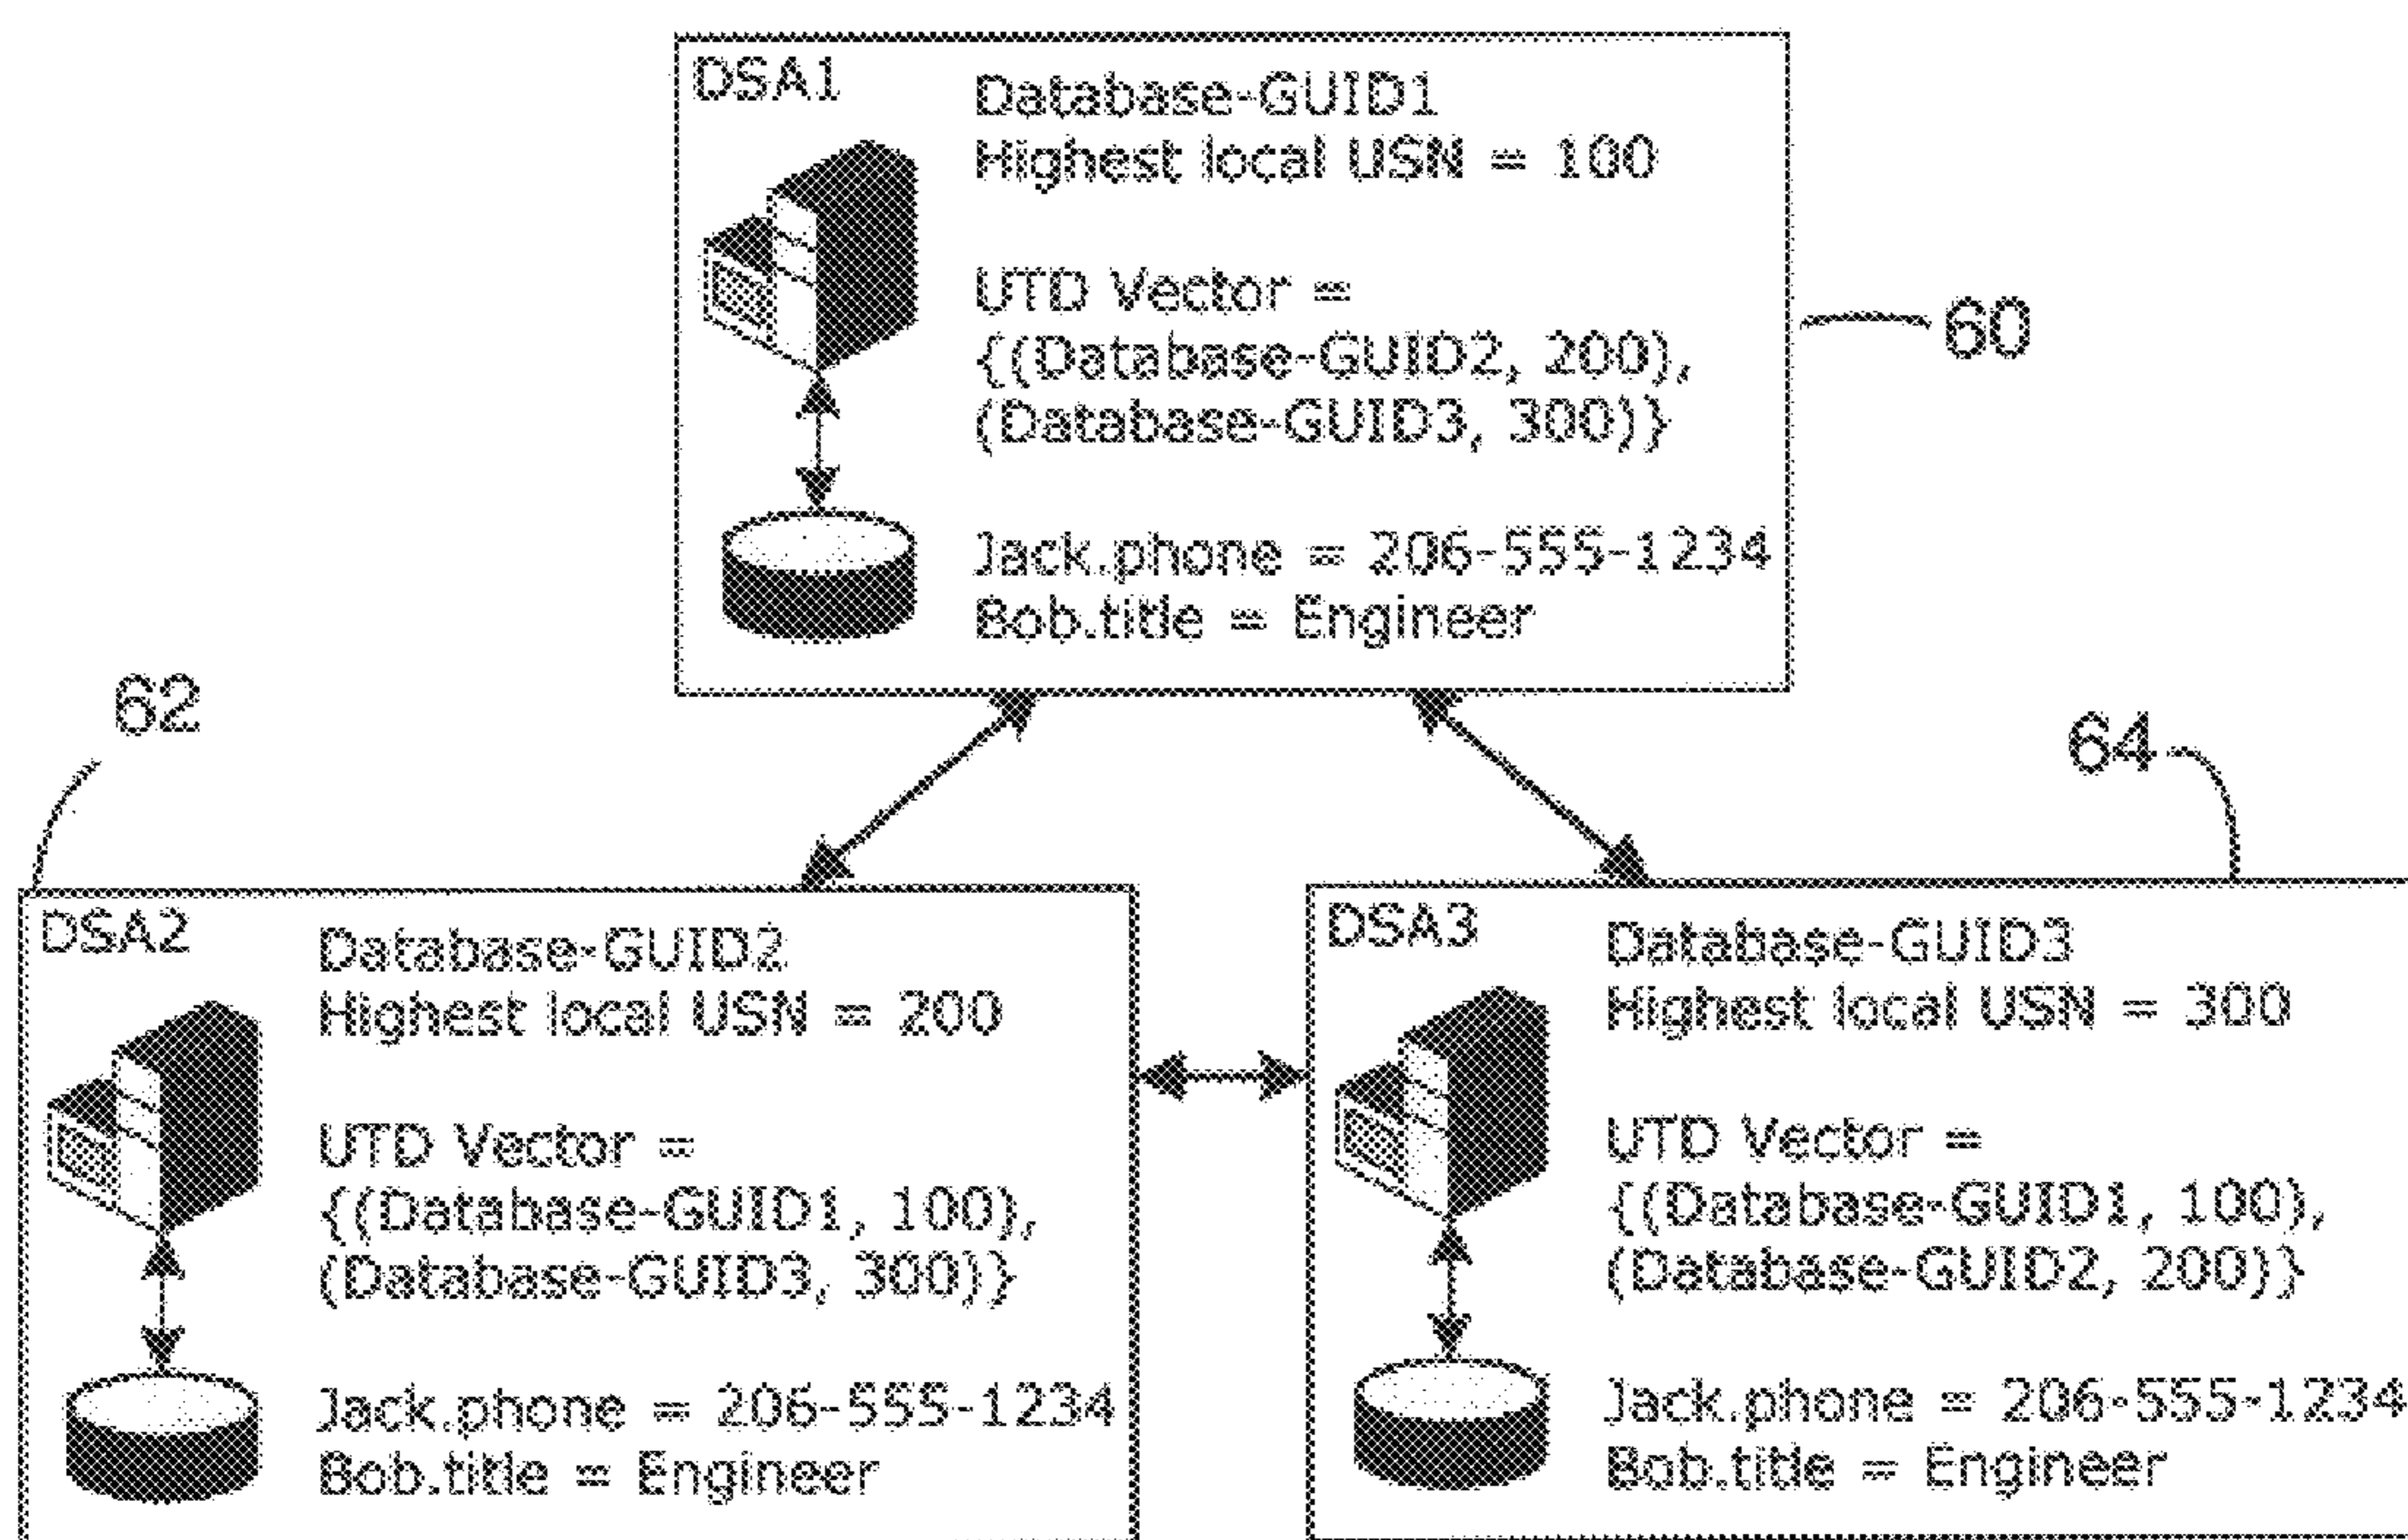 DSA1
Database-GUID1
Highest local USN = 100
UTD Vector =
{(Database-GUID2, 200),
(Database-GUID3, 300)}
Jack.phone = 206-555-1234
Bob.title = Engineer
60
62
64
DSA2
Database-GUID2
Highest local USN = 200
UTD Vector =
{(Database-GUID1, 100),
(Database-GUID3, 300)}
Jack.phone = 206-555-1234
Bob.title = Engineer
DSA3
Database-GUID3
Highest local USN = 300
UTD Vector =
{(Database-GUID1, 100),
(Database-GUID2, 200)}
Jack.phone = 206-555-1234
Bob.title = Engineer